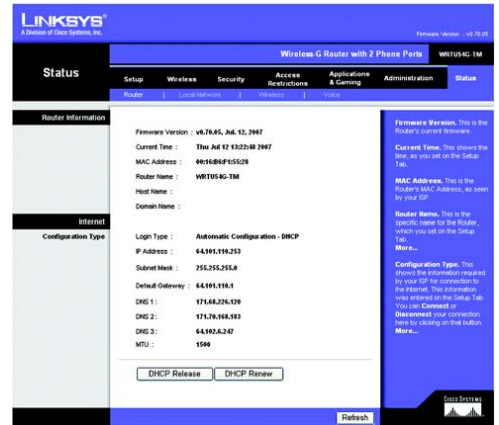 LINKSYS®
A Division of Cisco Systems, Inc.
Firmware Version : v0.70.05
Wireless-G Router with 2 Phone Ports
WRTU54G-TM
Status
Setup
Wireless
Security
Access Restrictions
Applications & Gaming
Administration
Status
Router | Local Network | Wireless | Voice
Router Information
Firmware Version : v0.70.05, Jul. 12, 2007
Current Time : Thu Jul 12 13:22:48 2007
MAC Address : 00:16:B6:F1:55:28
Router Name : WRTU54G-TM
Host Name :
Domain Name :
Internet
Configuration Type
Login Type : Automatic Configuration - DHCP
IP Address : 64.101.110.253
Subnet Mask : 255.255.255.0
Default Gateway : 64.101.110.1
DNS 1 : 171.68.226.120
DNS 2 : 171.70.168.183
DNS 3 : 64.102.6.247
MTU : 1500
DHCP Release
DHCP Renew
Firmware Version. This is the
Router's current firmware.
Current Time. This shows the
time, as you set on the Setup
Tab.
MAC Address. This is the
Router's MAC Address, as seen
by your ISP.
Router Name. This is the
specific name for the Router,
which you set on the Setup
Tab.
More...
Configuration Type. This
shows the information required
by your ISP for connection to
the Internet. This information
was entered on the Setup Tab.
You can Connect or
Disconnect your connection
here by clicking on that button.
More...
Refresh
CISCO SYSTEMS